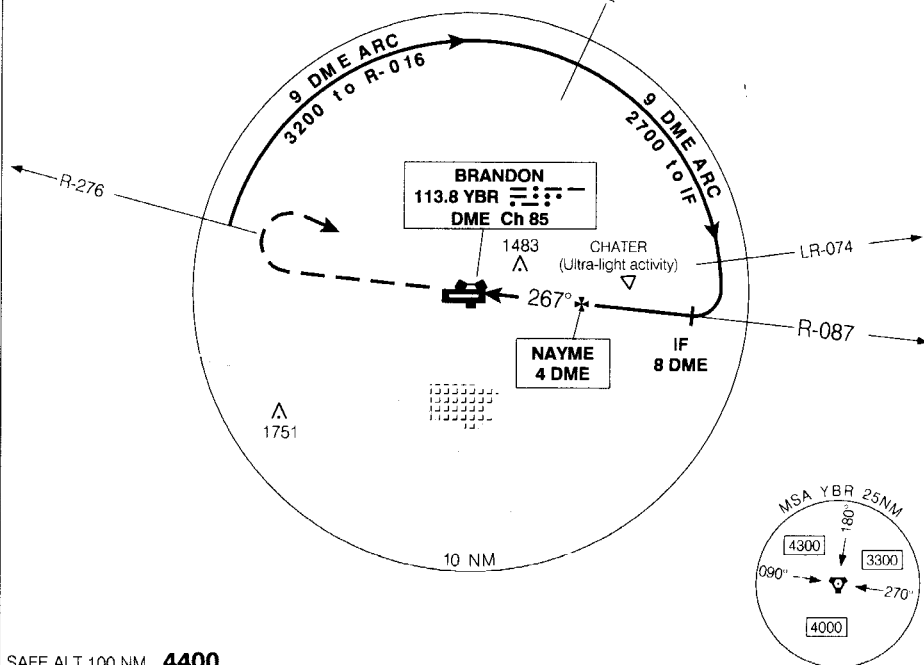 9 DME ARC
3200 to R-016
9 DME ARC
2700 to IF
R-276
BRANDON
113.8 YBR
DME Ch 85
1483
CHATER
(Ultra-light activity)
LR-074
267°
R-087
NAYME
4 DME
IF
8 DME
1751
10 NM
MSA YBR 25NM
180°
4300
3300
090°
270°
4000
SAFE ALT 100 NM 4400